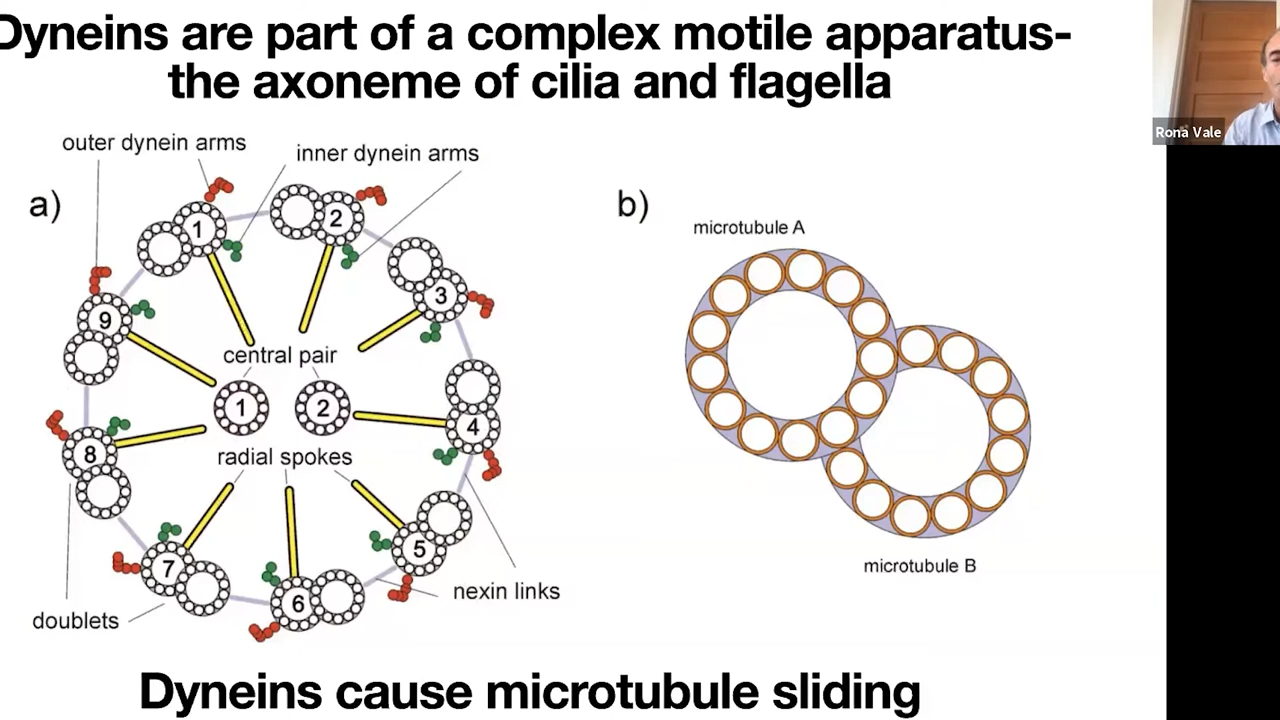 Dyneins are part of a complex motile apparatus-
the axoneme of cilia and flagella
Rona Vale
outer dynein arms
inner dynein arms
a)
b)
microtubule A
1
2
3
9
central pair
1
2
4
8
radial spokes
5
7
6
nexin links
doublets
microtubule B
Dyneins cause microtubule sliding